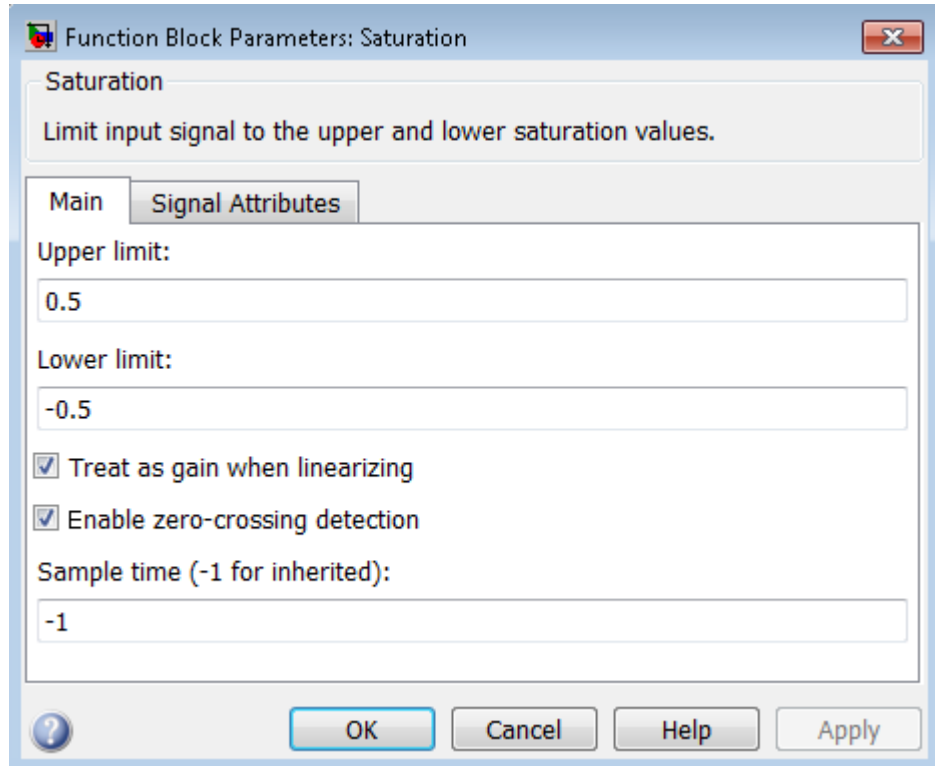 Function Block Parameters: Saturation
Saturation
Limit input signal to the upper and lower saturation values.
Main Signal Attributes
Upper limit:
0.5
Lower limit:
-0.5
Treat as gain when linearizing
Enable zero-crossing detection
Sample time (-1 for inherited):
-1
? OK Cancel Help Apply